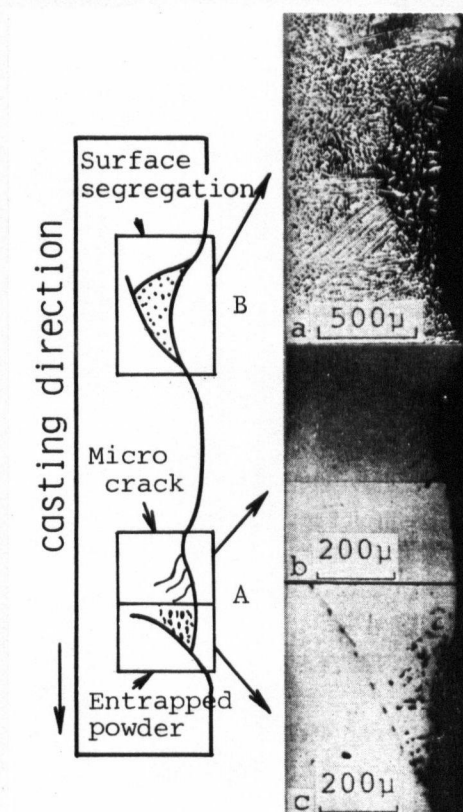 Surface
segregation
B
casting direction
Micro
crack
A
Entrapped
powder
a 500μ
b 200μ
c 200μ